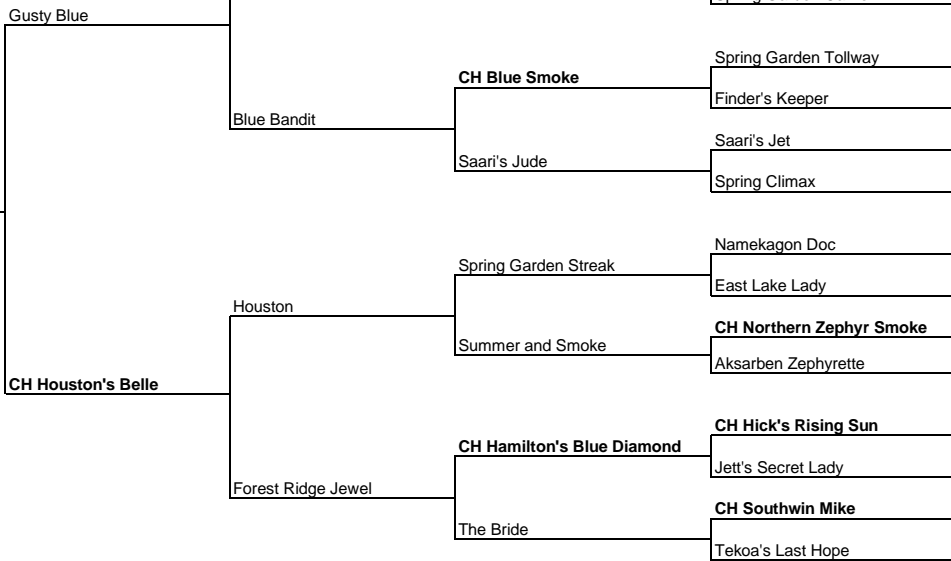 Gusty Blue
Spring Garden Tollway
CH Blue Smoke
Finder's Keeper
Blue Bandit
Saari's Jet
Saari's Jude
Spring Climax
Namekagon Doc
Spring Garden Streak
East Lake Lady
Houston
CH Northern Zephyr Smoke
Summer and Smoke
Aksarben Zephyrette
CH Houston's Belle
CH Hick's Rising Sun
CH Hamilton's Blue Diamond
Jett's Secret Lady
Forest Ridge Jewel
CH Southwin Mike
The Bride
Tekoa's Last Hope